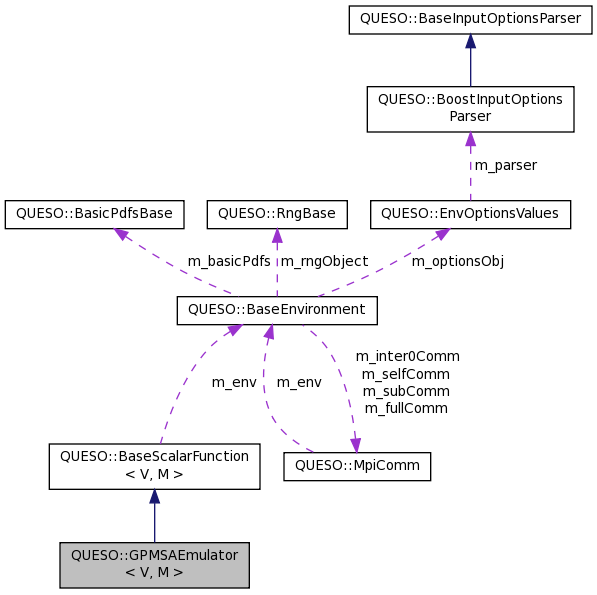 QUESO::BaseInputOptionsParser
QUESO::BoostInputOptions
Parser
m_parser
QUESO::BasicPdfsBase
QUESO::RngBase
QUESO::EnvOptionsValues
m_basicPdfs
m_rngObject
m_optionsObj
QUESO::BaseEnvironment
m_inter0Comm
m_selfComm
m_subComm
m_fullComm
m_env
m_env
QUESO::BaseScalarFunction
< V, M >
QUESO::MpiComm
QUESO::GPMSAEmulator
< V, M >